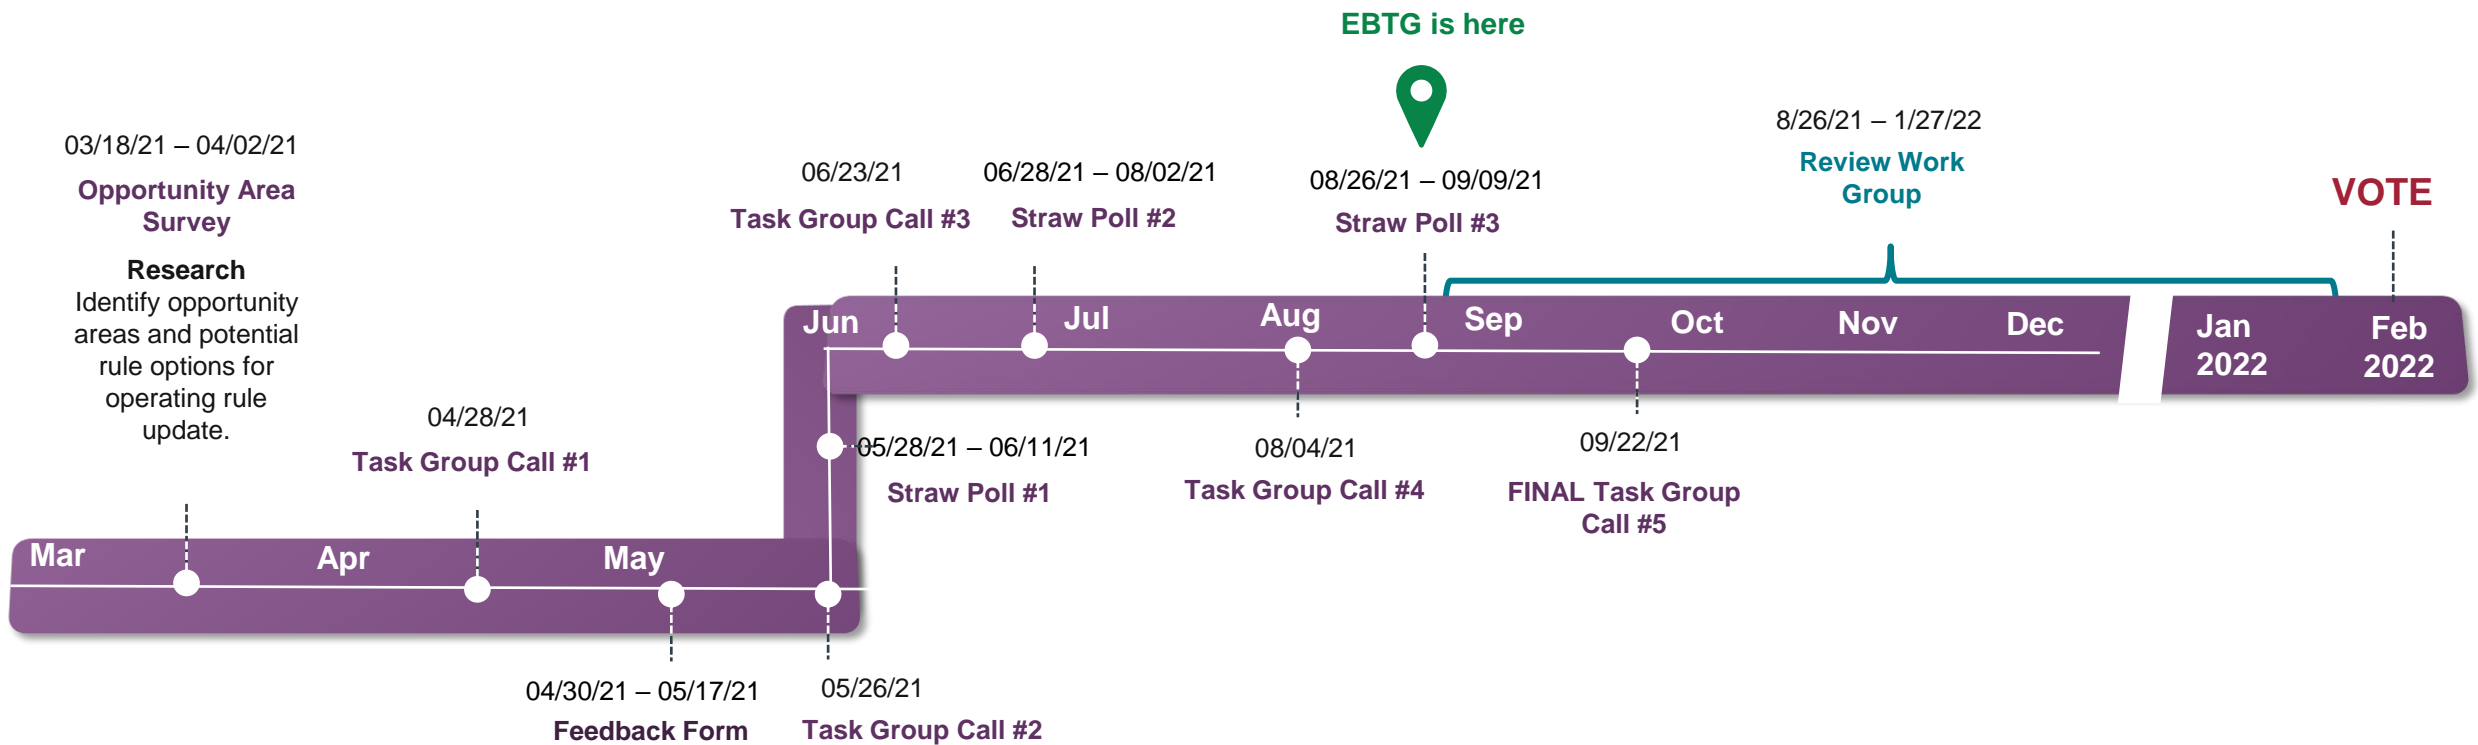 EBTG is here
03/18/21 – 04/02/21
Opportunity Area
Survey
Research
Identify opportunity
areas and potential
rule options for
operating rule
update.
04/28/21
Task Group Call #1
06/23/21
Task Group Call #3
06/28/21 – 08/02/21
Straw Poll #2
08/26/21 – 09/09/21
Straw Poll #3
8/26/21 – 1/27/22
Review Work
Group
VOTE
Jun
Jul
Aug
Sep
Oct
Nov
Dec
Jan
2022
Feb
2022
05/28/21 – 06/11/21
Straw Poll #1
08/04/21
Task Group Call #4
09/22/21
FINAL Task Group
Call #5
Mar
Apr
May
04/30/21 – 05/17/21
Feedback Form
05/26/21
Task Group Call #2